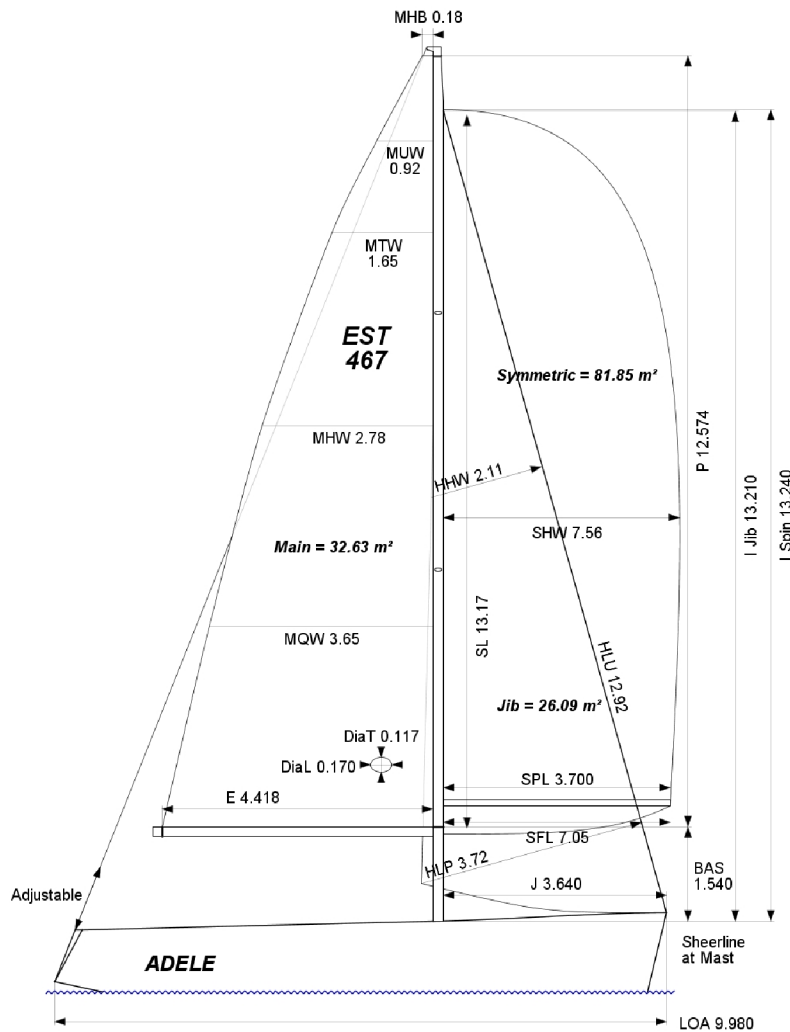 MHB 0.18
MUW
0.92
MTW
1.65
EST
467
Symmetric = 81.85 m²
P 12.574
MHW 2.78
HHW 2.11
I Jib 13.210
I Spin 13.240
SHW 7.56
Main = 32.63 m²
SL 13.17
MQW 3.65
HLU 12.92
Jib = 26.09 m²
DiaT 0.117
DiaL 0.170
SPL 3.700
E 4.418
SFL 7.05
HLP 3.72
BAS
1.540
J 3.640
Adjustable
Sheerline
at Mast
ADELE
LOA 9.980